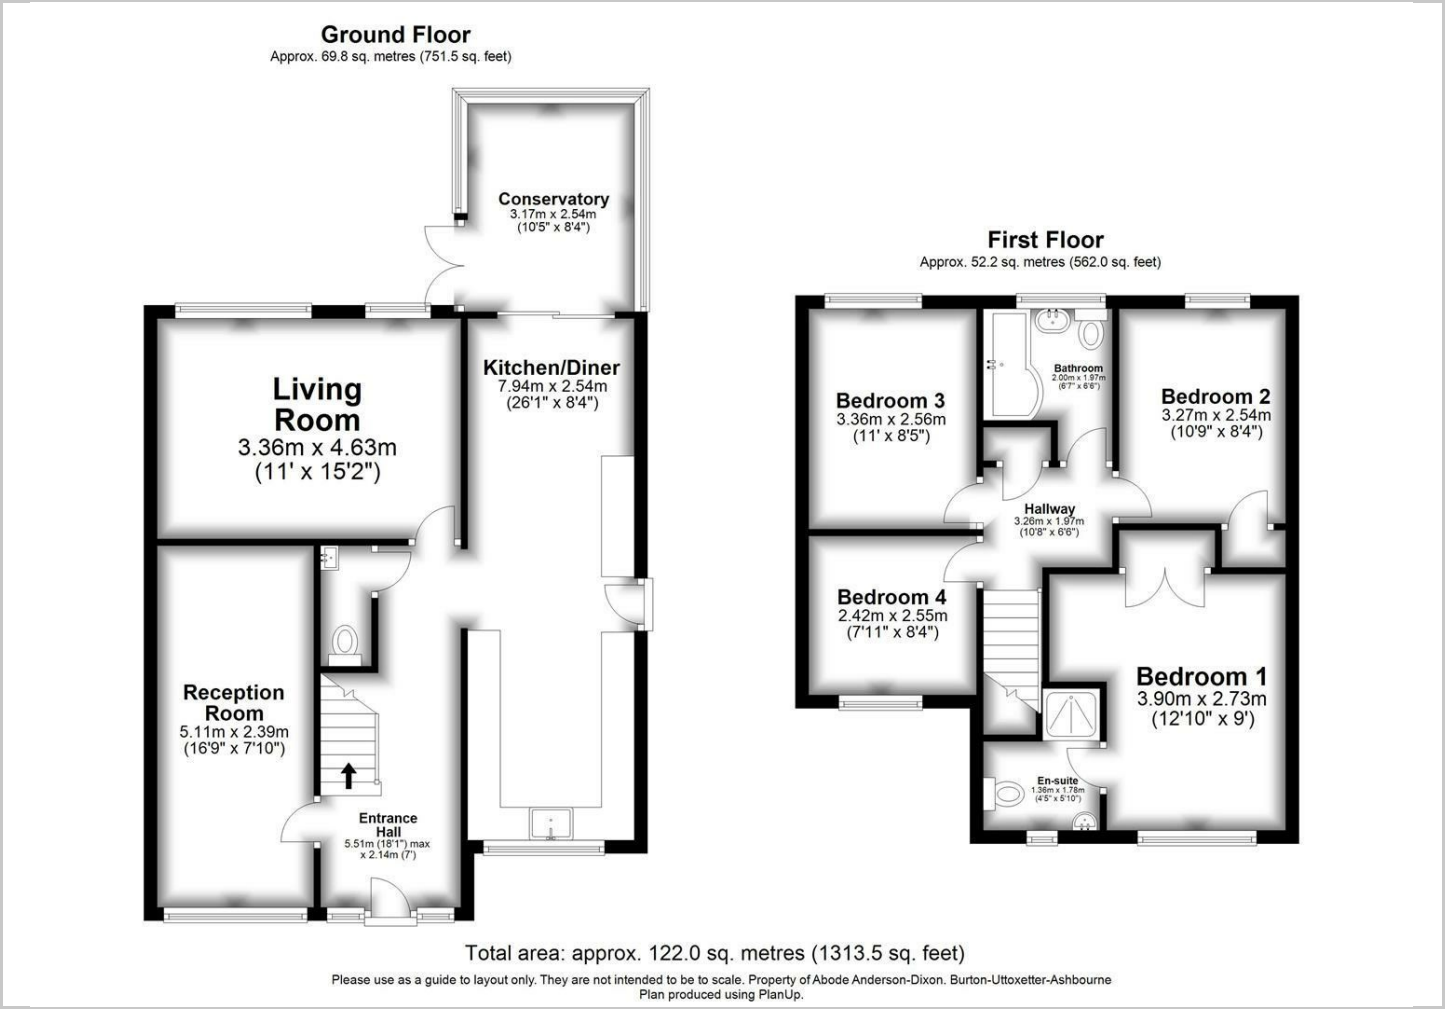 Ground Floor
Approx. 69.8 sq. metres (751.5 sq. feet)
Conservatory
3.17m x 2.54m
(10'5" x 8'4")
Kitchen/Diner
7.94m x 2.54m
(26'1" x 8'4")
Living
Room
3.36m x 4.63m
(11' x 15'2")
Reception
Room
5.11m x 2.39m
(16'9" x 7'10")
Entrance
Hall
5.51m (18'1") max
x 2.14m (7')
First Floor
Approx. 52.2 sq. metres (562.0 sq. feet)
Bedroom 3
3.36m x 2.56m
(11' x 8'5")
Bathroom
2.00m x 1.97m
(6'7" x 6'6")
Bedroom 2
3.27m x 2.54m
(10'9" x 8'4")
Hallway
3.26m x 1.97m
(10'8" x 6'6")
Bedroom 4
2.42m x 2.55m
(7'11" x 8'4")
Bedroom 1
3.90m x 2.73m
(12'10" x 9')
En-suite
1.36m x 1.78m
(4'5" x 5'10")
Total area: approx. 122.0 sq. metres (1313.5 sq. feet)
Please use as a guide to layout only. They are not intended to be to scale. Property of Abode Anderson-Dixon. Burton-Uttoxetter-Ashbourne
Plan produced using PlanUp.